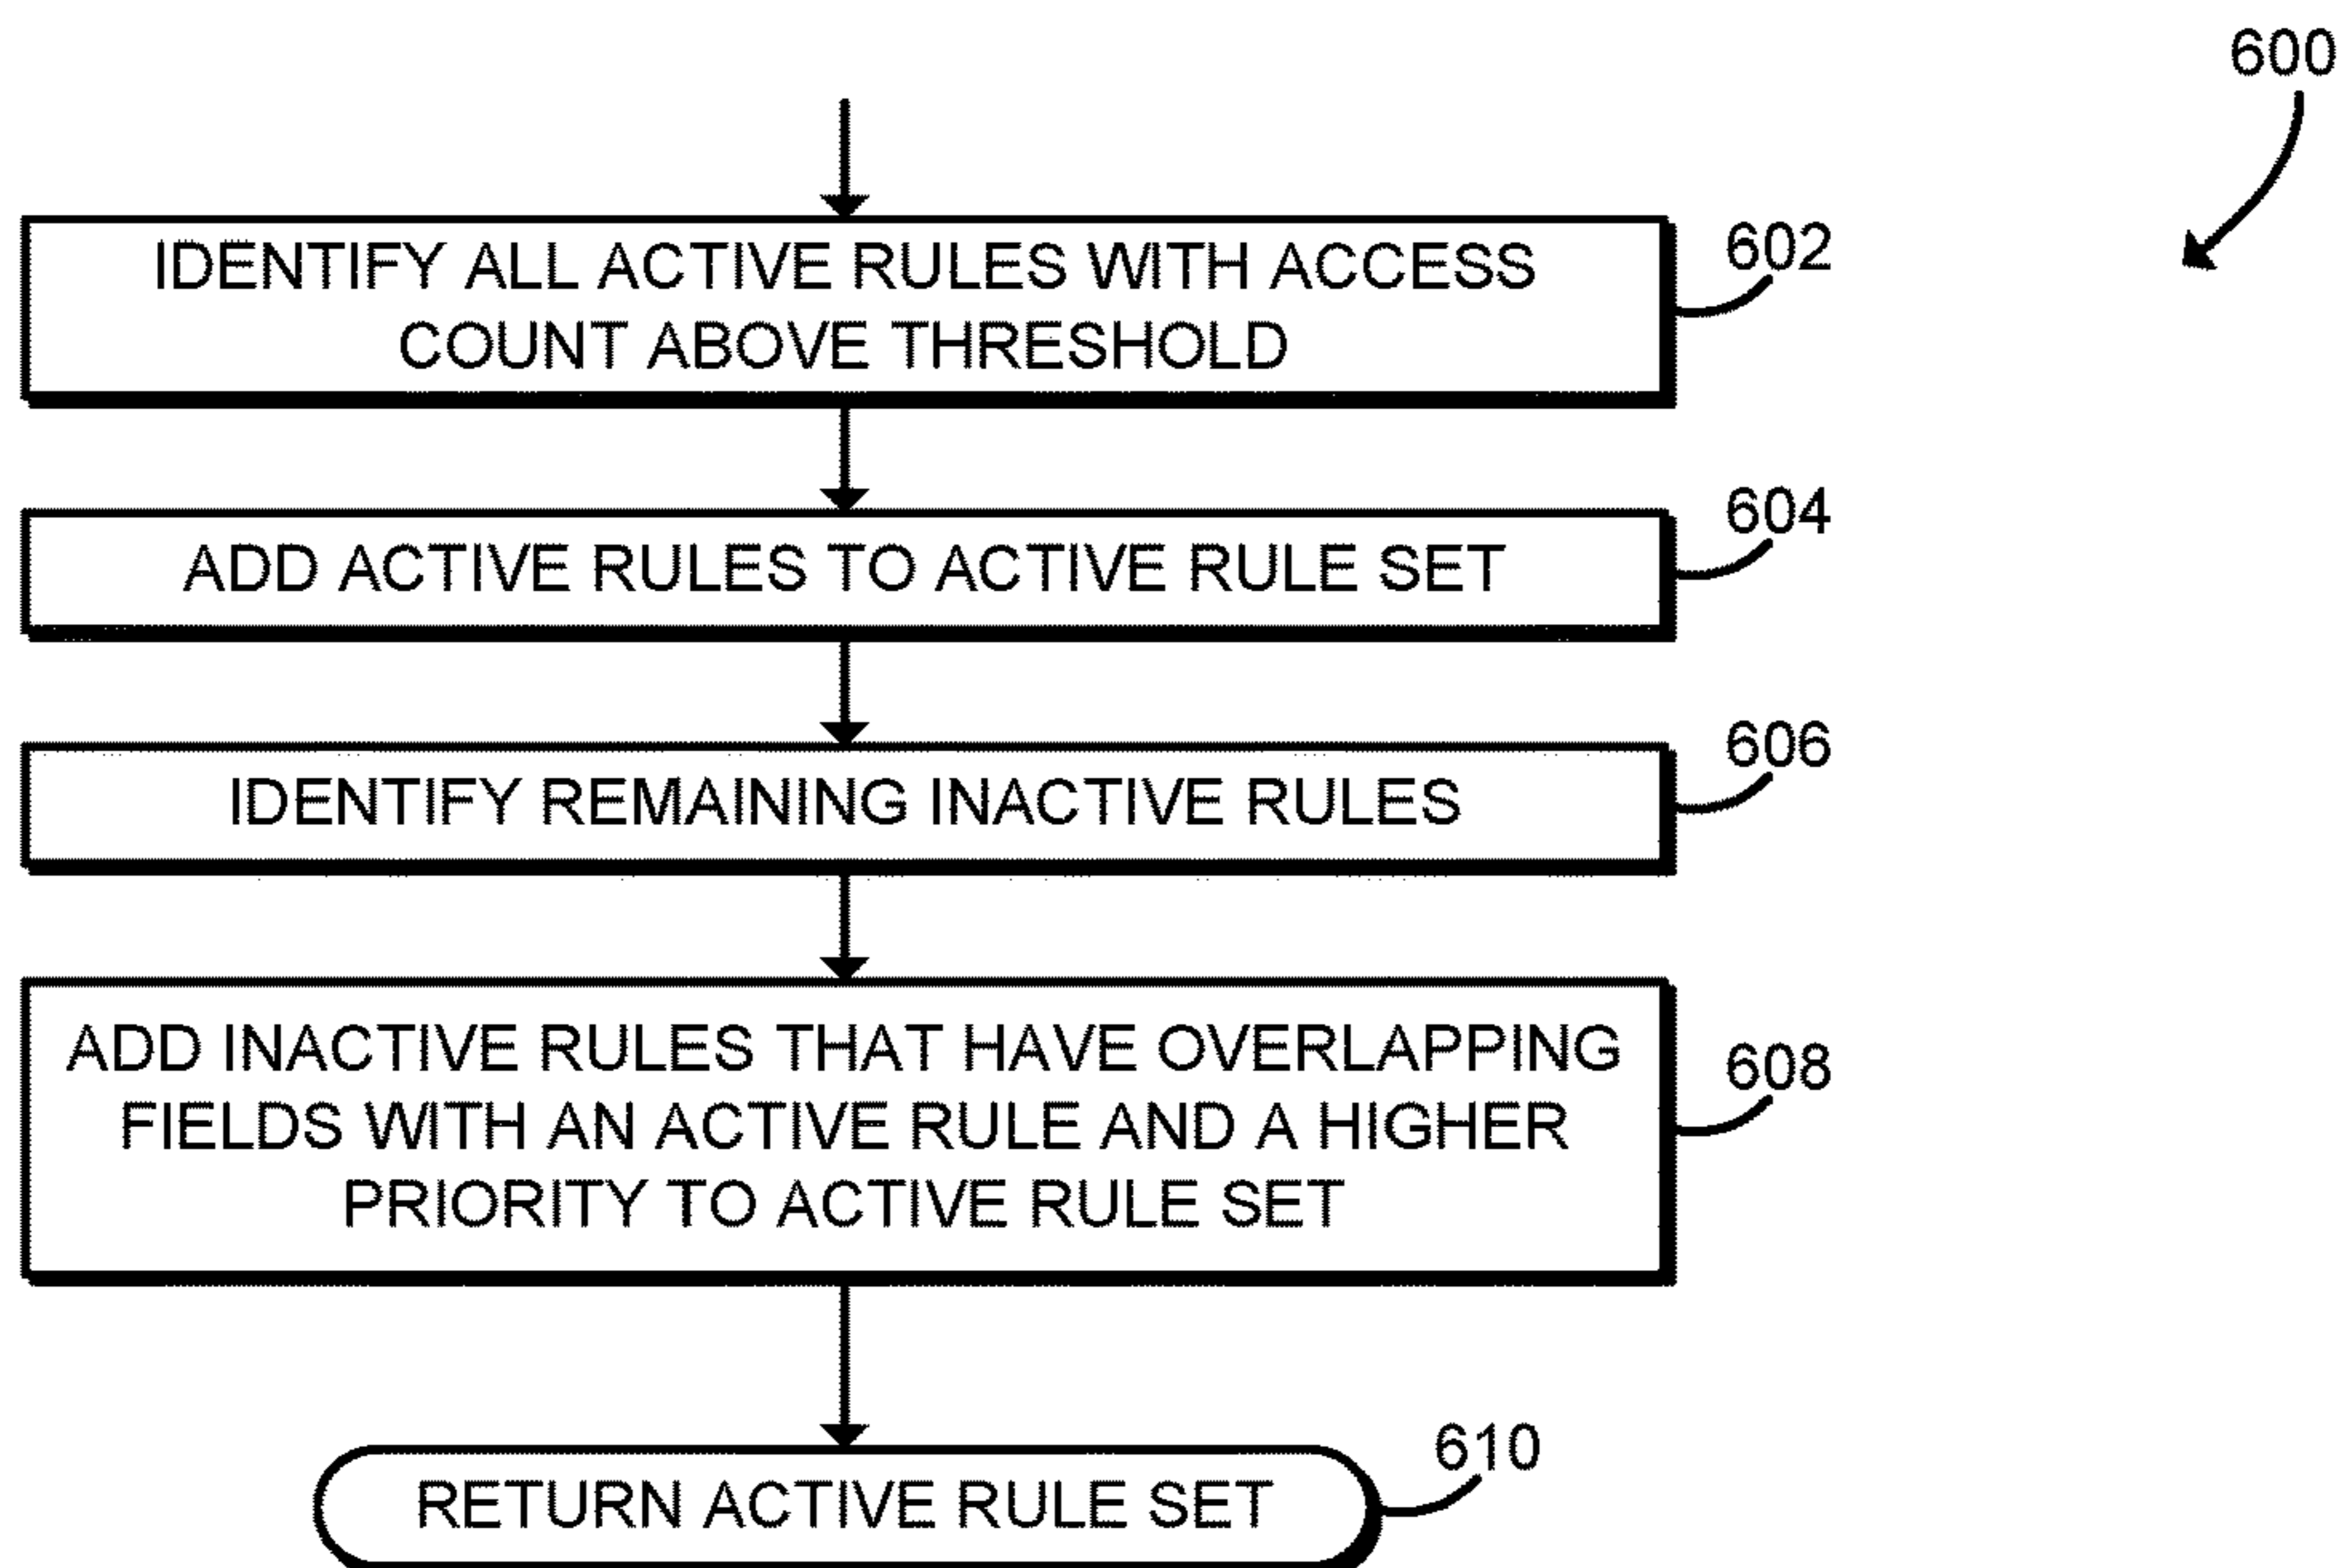 600
IDENTIFY ALL ACTIVE RULES WITH ACCESS
COUNT ABOVE THRESHOLD
602
ADD ACTIVE RULES TO ACTIVE RULE SET
604
IDENTIFY REMAINING INACTIVE RULES
606
ADD INACTIVE RULES THAT HAVE OVERLAPPING
FIELDS WITH AN ACTIVE RULE AND A HIGHER
PRIORITY TO ACTIVE RULE SET
608
RETURN ACTIVE RULE SET
610